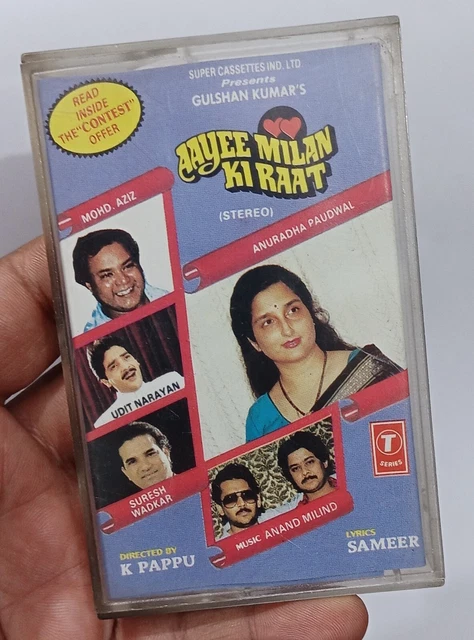 SUPER CASSETTES IND. LTD
Presents
GULSHAN KUMAR'S
READ
INSIDE
THE "CONTEST"
OFFER
AAYEE MILAN
KI RAAT
(STEREO)
MOHD. AZIZ
ANURADHA PAUDWAL
UDIT NARAYAN
SURESH
WADKAR
MUSIC ANAND MILIND
T
SERIES
DIRECTED BY
K PAPPU
LYRICS
SAMEER